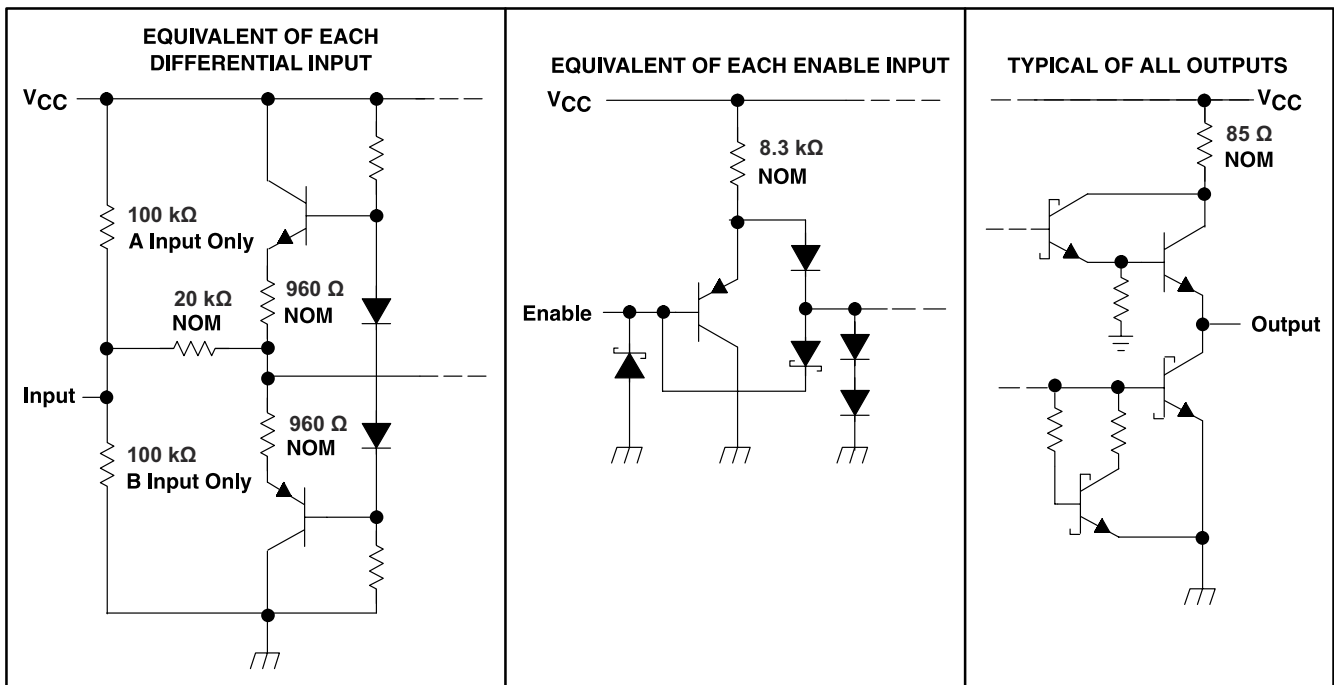 EQUIVALENT OF EACH
DIFFERENTIAL INPUT
VCC
100 kΩ
A Input Only
20 kΩ
NOM
960 Ω
NOM
Input
960 Ω
NOM
100 kΩ
B Input Only
EQUIVALENT OF EACH ENABLE INPUT
VCC
8.3 kΩ
NOM
Enable
TYPICAL OF ALL OUTPUTS
VCC
85 Ω
NOM
Output